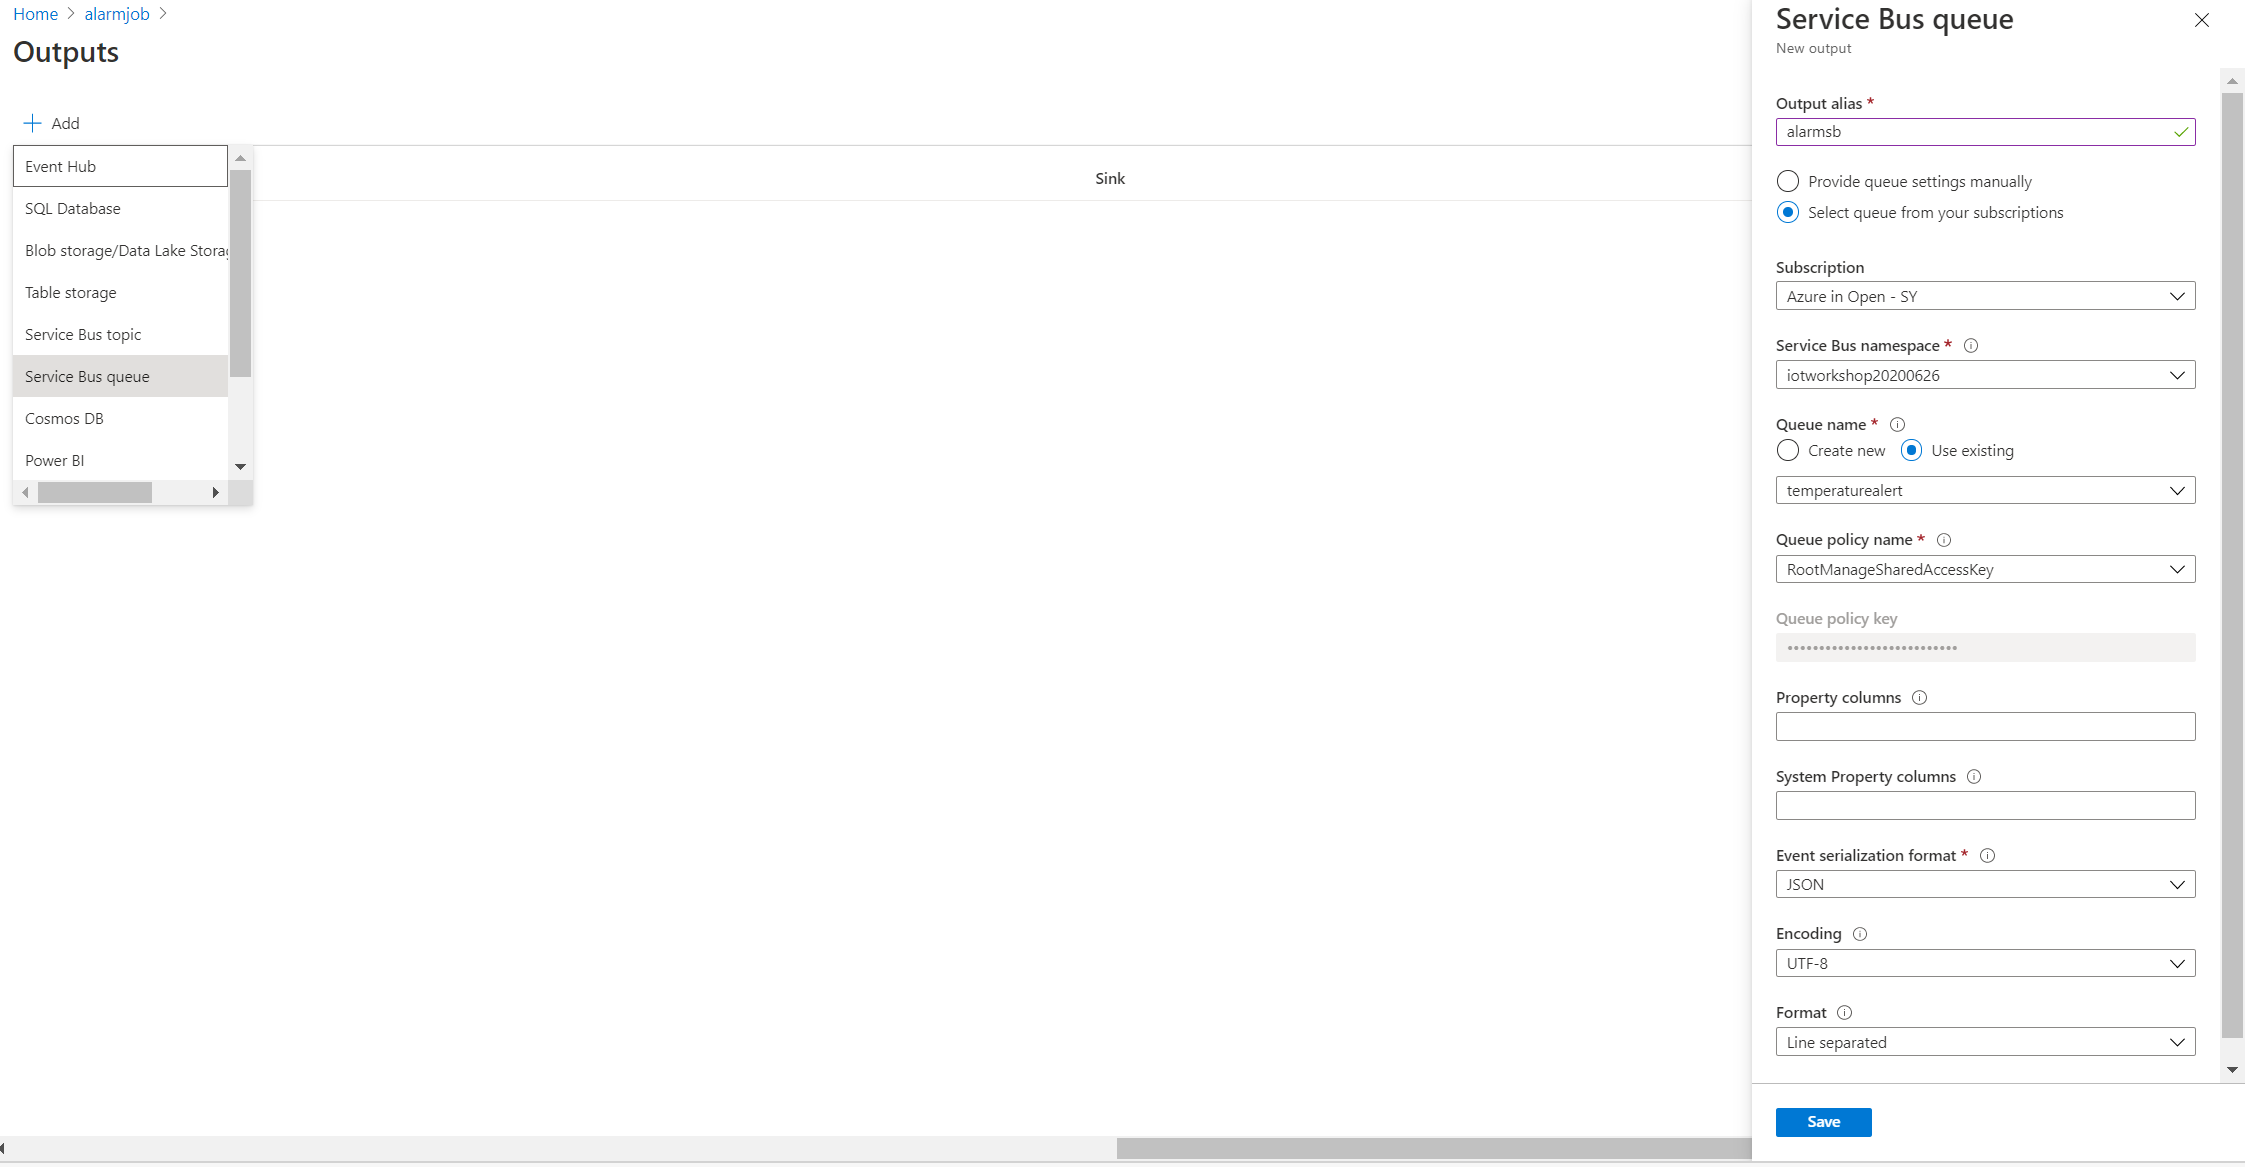 Home > alarmjob >
Outputs
Add
Event Hub
SQL Database
Blob storage/Data Lake Storag
Table storage
Service Bus topic
Service Bus queue
Cosmos DB
Power BI
Sink
Service Bus queue
New output
Output alias *
alarmsb
Provide queue settings manually
Select queue from your subscriptions
Subscription
Azure in Open - SY
Service Bus namespace *
iotworkshop20200626
Queue name *
Create new Use existing
temperaturealert
Queue policy name *
RootManageSharedAccessKey
Queue policy key
•••••••••••••••••••••••••••
Property columns
System Property columns
Event serialization format *
JSON
Encoding
UTF-8
Format
Line separated
Save